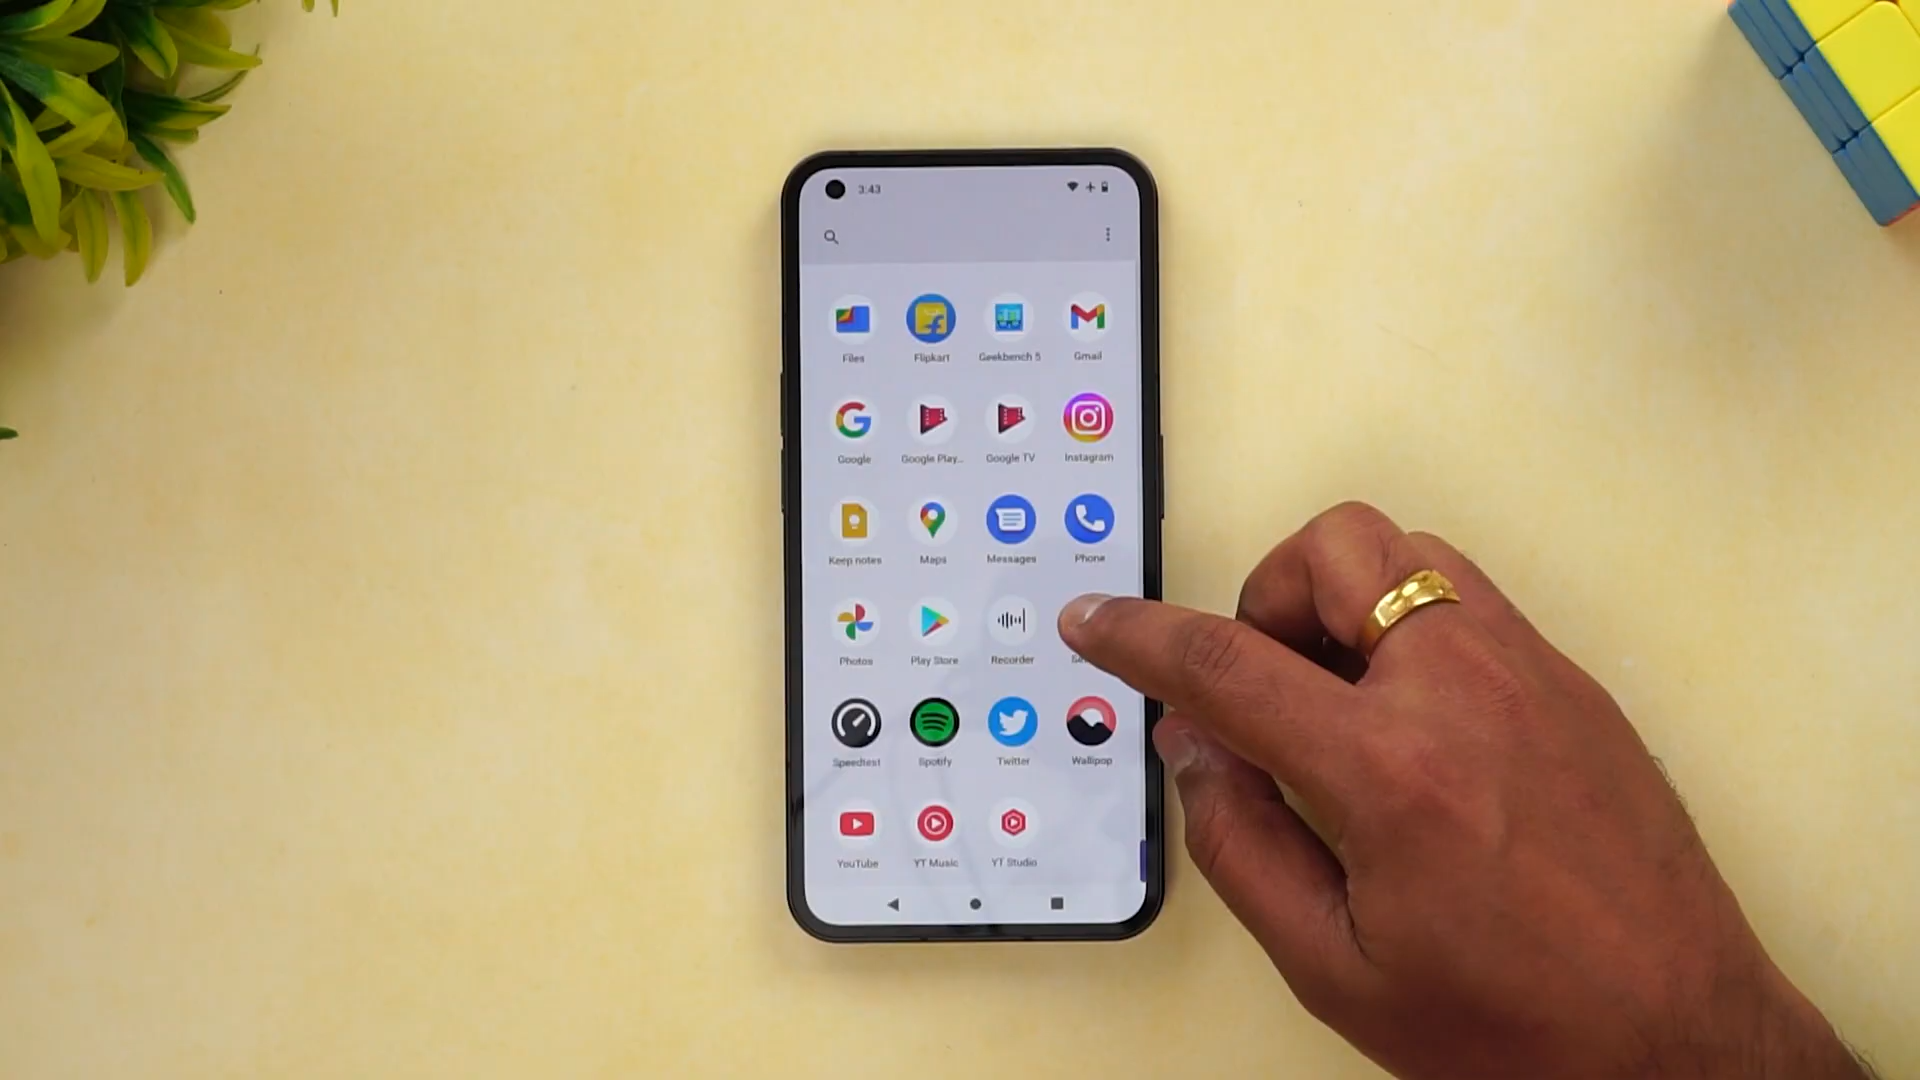 3:43
Files Flipkart Geekbench 5 Gmail
Google Google Play... Google TV Instagram
Keep notes Maps Messages Phone
Photos Play Store Recorder
Speedtest Spotify Twitter Wallipop
YouTube YT Music YT Studio